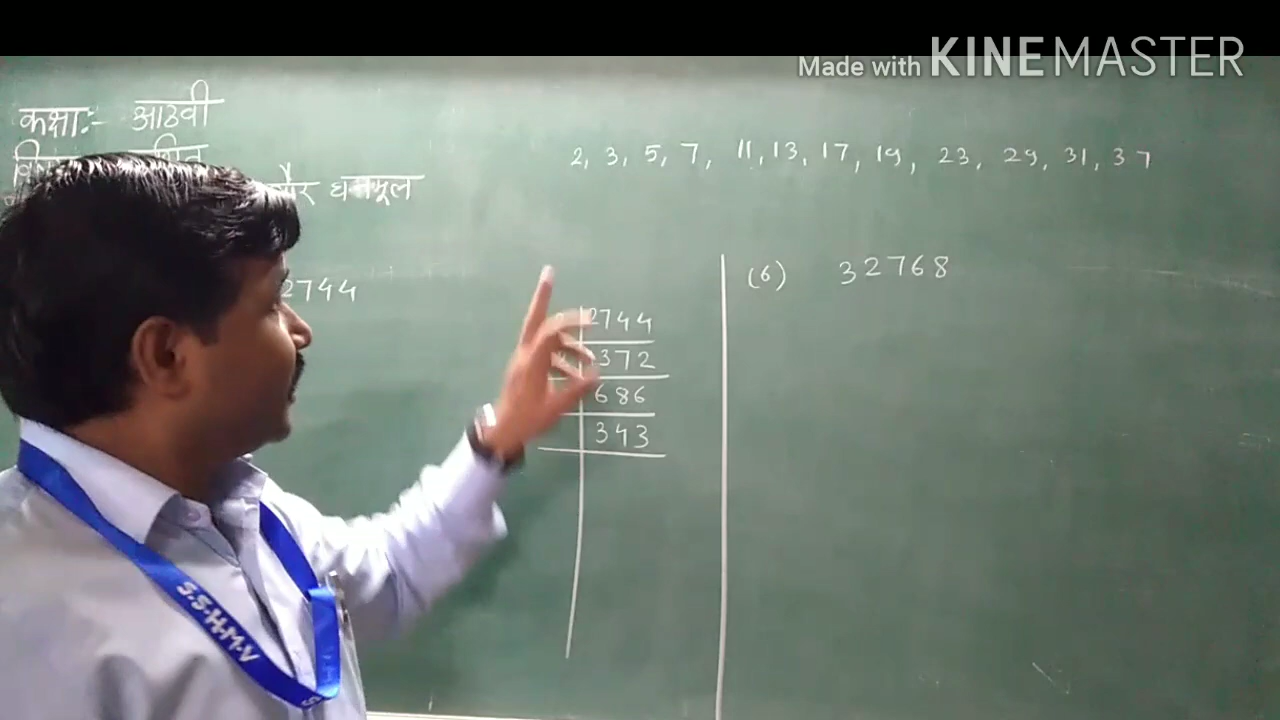 Made with KINEMASTER
कक्षा:- आठवी
और घनमूल
2, 3, 5, 7, 11, 13, 17, 19, 23, 29, 31, 37
2744
(6) 32768
2744
372
686
343
S.S.H.M.V